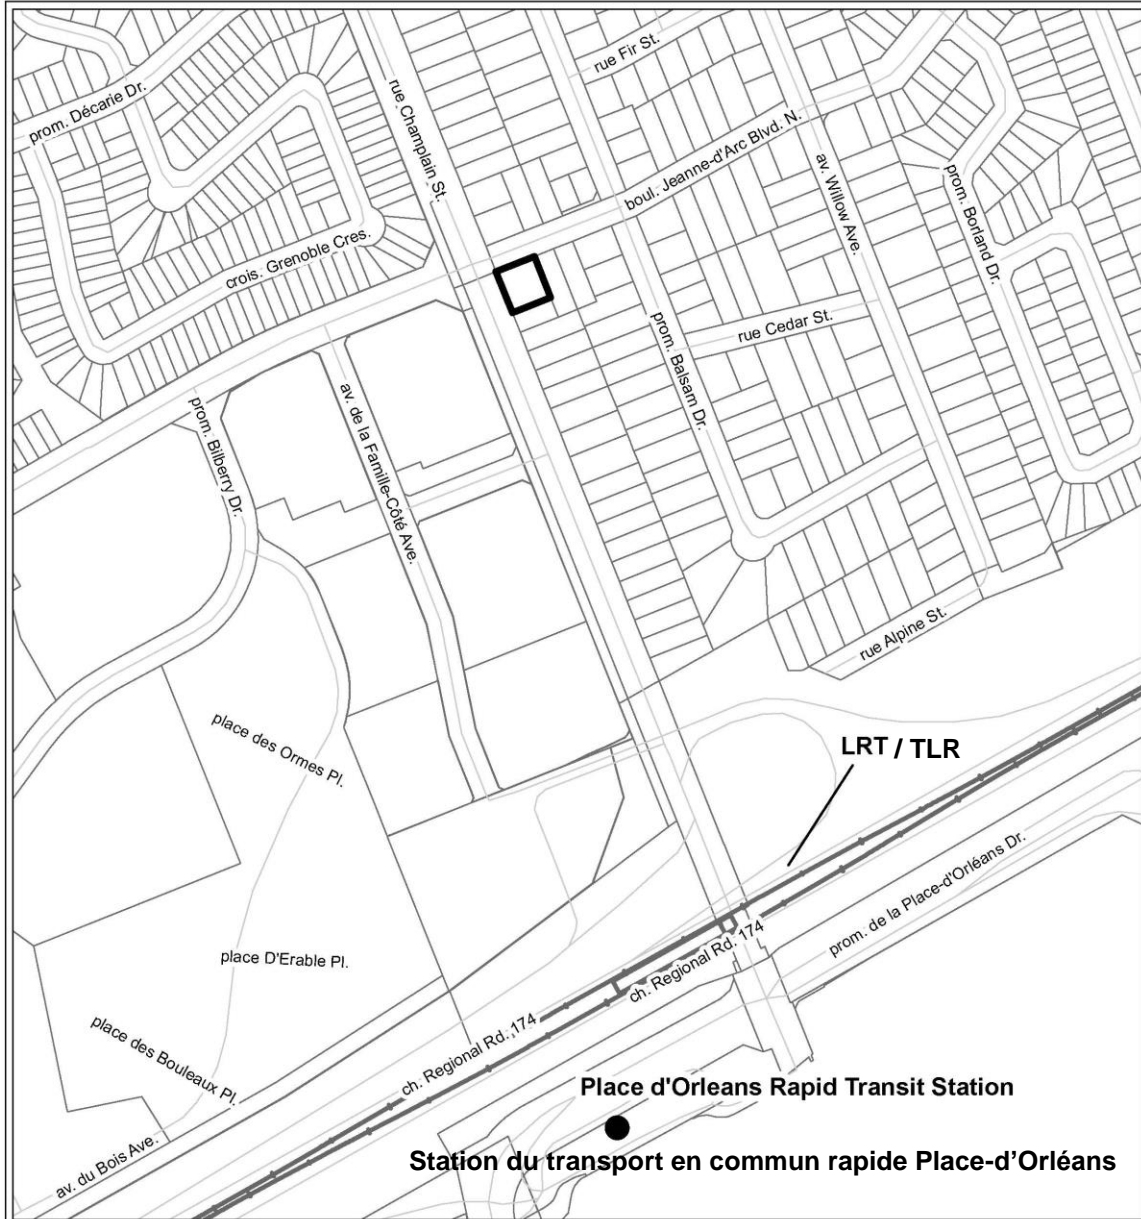 rue Fir St.
prom. Décarie Dr.
rue Champlain St.
boul. Jeanne-d'Arc Blvd. N.
av. Willow Ave.
prom. Borland Dr.
crois. Grenoble Cres.
rue Cedar St.
prom. Balsam Dr.
av. de la Famille-Côté Ave.
prom. Bilberry Dr.
rue Alpine St.
place des Ormes Pl.
LRT / TLR
prom. de la Place-d'Orléans Dr.
place D'Erable Pl.
ch. Regional Rd. 174
ch. Regional Rd. 174
place des Bouleaux Pl.
Place d'Orleans Rapid Transit Station
av. du Bois Ave.
Station du transport en commun rapide Place-d’Orléans